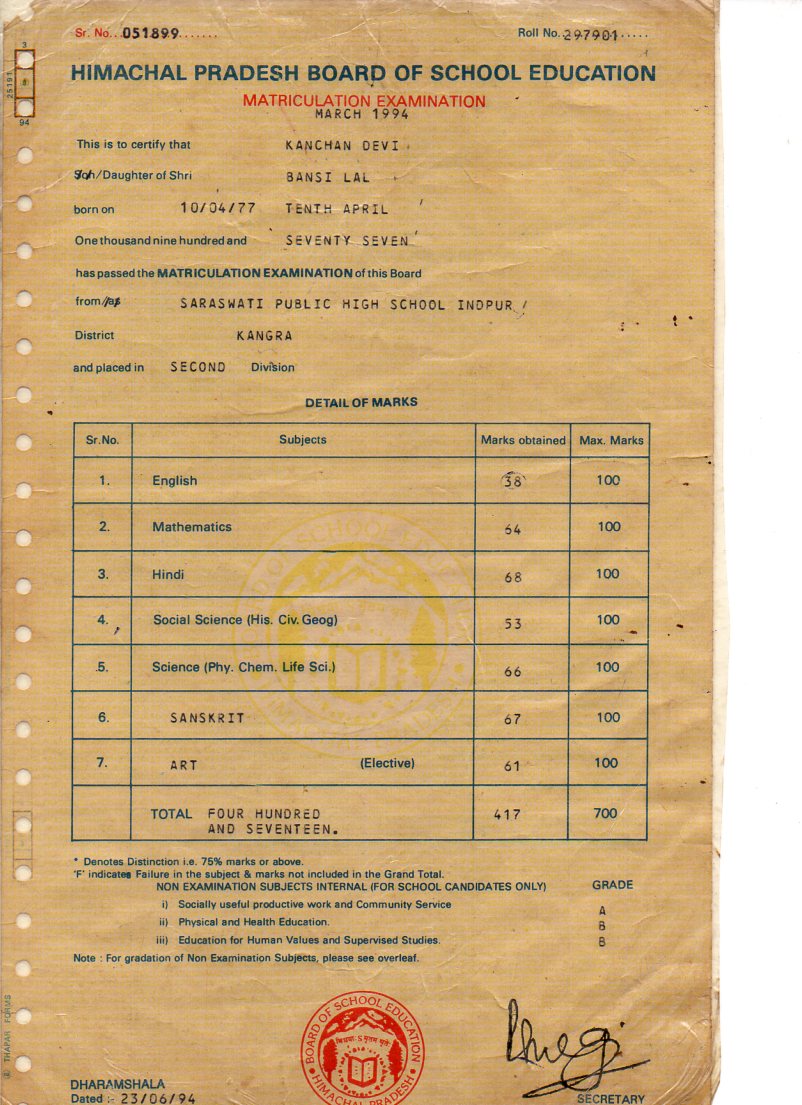 Sr. No...051899.......
Roll No. 297901.....
3
25191
94
HIMACHAL PRADESH BOARD OF SCHOOL EDUCATION
MATRICULATION EXAMINATION
MARCH 1994
This is to certify that KANCHAN DEVI
Son/Daughter of Shri BANSI LAL
born on 10/04/77 TENTH APRIL
One thousand nine hundred and SEVENTY SEVEN
has passed the MATRICULATION EXAMINATION of this Board
from/as SARASWATI PUBLIC HIGH SCHOOL INDPUR
District KANGRA
and placed in SECOND Division
DETAIL OF MARKS
Sr.No. Subjects Marks obtained Max. Marks
1. English 38 100
2. Mathematics 64 100
3. Hindi 68 100
4. Social Science (His. Civ. Geog) 53 100
5. Science (Phy. Chem. Life Sci.) 66 100
6. SANSKRIT 67 100
7. ART (Elective) 61 100
TOTAL FOUR HUNDRED 417 700
AND SEVENTEEN.
* Denotes Distinction i.e. 75% marks or above.
'F' indicates Failure in the subject & marks not included in the Grand Total.
NON EXAMINATION SUBJECTS INTERNAL (FOR SCHOOL CANDIDATES ONLY) GRADE
i) Socially useful productive work and Community Service A
ii) Physical and Health Education. B
iii) Education for Human Values and Supervised Studies. B
Note : For gradation of Non Examination Subjects, please see overleaf.
THAPAR FORMS
BOARD OF SCHOOL EDUCATION
HIMACHAL PRADESH
DHARAMSHALA
Dated :- 23/06/94
SECRETARY